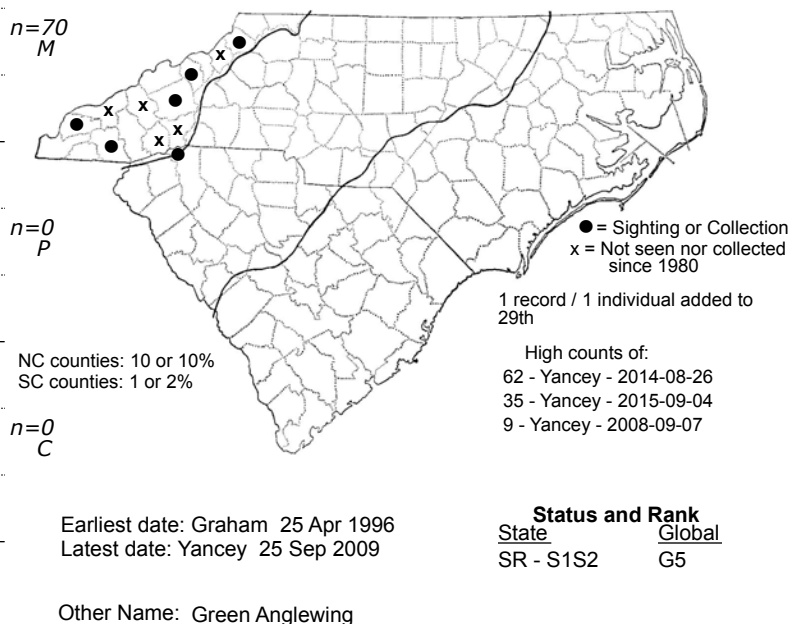 n=70
M
n=0
P
● = Sighting or Collection
x = Not seen nor collected
since 1980
1 record / 1 individual added to
29th
NC counties: 10 or 10%
SC counties: 1 or 2%
High counts of:
62 - Yancey - 2014-08-26
35 - Yancey - 2015-09-04
9 - Yancey - 2008-09-07
n=0
C
Earliest date: Graham 25 Apr 1996
Latest date: Yancey 25 Sep 2009
Status and Rank
State Global
SR - S1S2 G5
Other Name: Green Anglewing